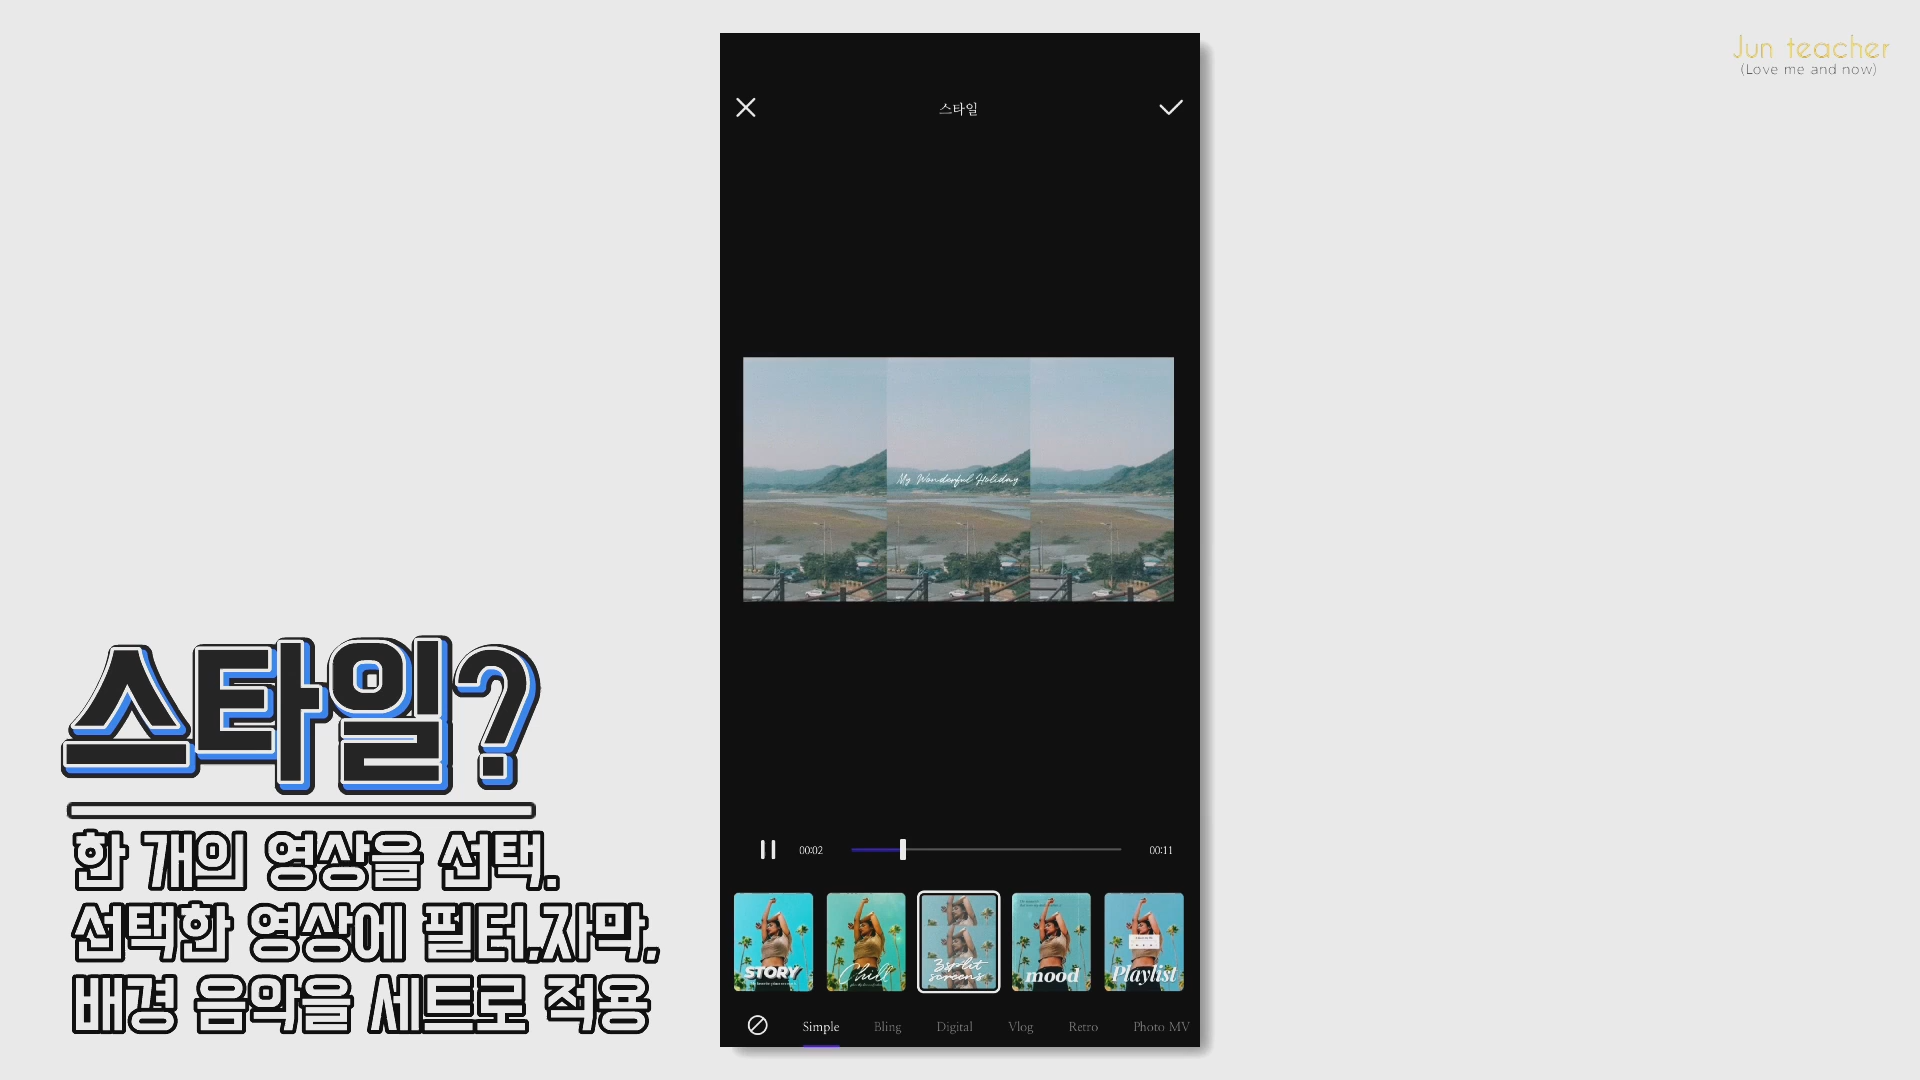 Jun teacher
(Love me and now)
스타일
My Wonderful Holiday
스타일?
한 개의 영상을 선택.
선택한 영상에 필터,자막,
배경 음악을 세트로 적용
00:02
00:11
STORY
Chill
3split
screens
mood
Playlist
Simple
Bling
Digital
Vlog
Retro
Photo MV